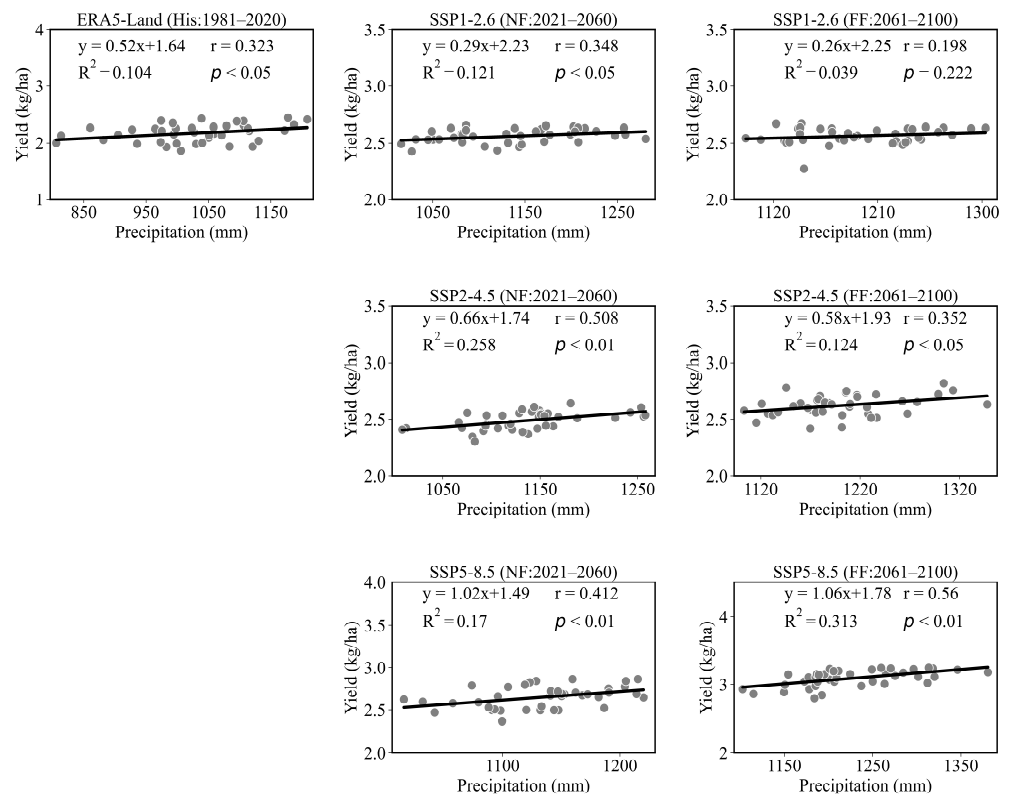 ERA5-Land (His:1981–2020)
y = 0.52x+1.64 r = 0.323
R² = 0.104 p < 0.05
4
3
2
1
Yield (kg/ha)
850 950 1050 1150
Precipitation (mm)
SSP1-2.6 (NF:2021–2060)
y = 0.29x+2.23 r = 0.348
R² = 0.121 p < 0.05
3.5
3.0
2.5
2.0
Yield (kg/ha)
1050 1150 1250
Precipitation (mm)
SSP1-2.6 (FF:2061–2100)
y = 0.26x+2.25 r = 0.198
R² = 0.039 p = 0.222
3.5
3.0
2.5
2.0
Yield (kg/ha)
1120 1210 1300
Precipitation (mm)
SSP2-4.5 (NF:2021–2060)
y = 0.66x+1.74 r = 0.508
R² = 0.258 p < 0.01
3.5
3.0
2.5
2.0
Yield (kg/ha)
1050 1150 1250
Precipitation (mm)
SSP2-4.5 (FF:2061–2100)
y = 0.58x+1.93 r = 0.352
R² = 0.124 p < 0.05
3.5
3.0
2.5
2.0
Yield (kg/ha)
1120 1220 1320
Precipitation (mm)
SSP5-8.5 (NF:2021–2060)
y = 1.02x+1.49 r = 0.412
R² = 0.17 p < 0.01
4.0
3.5
3.0
2.5
2.0
Yield (kg/ha)
1100 1200
Precipitation (mm)
SSP5-8.5 (FF:2061–2100)
y = 1.06x+1.78 r = 0.56
R² = 0.313 p < 0.01
4
3
2
Yield (kg/ha)
1150 1250 1350
Precipitation (mm)